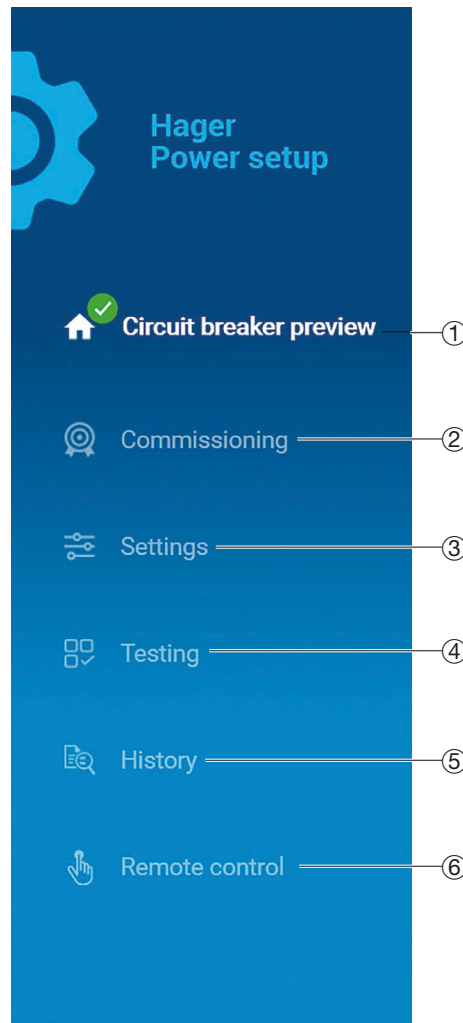 Hager
Power setup
Circuit breaker preview ①
Commissioning ②
Settings ③
Testing ④
History ⑤
Remote control ⑥